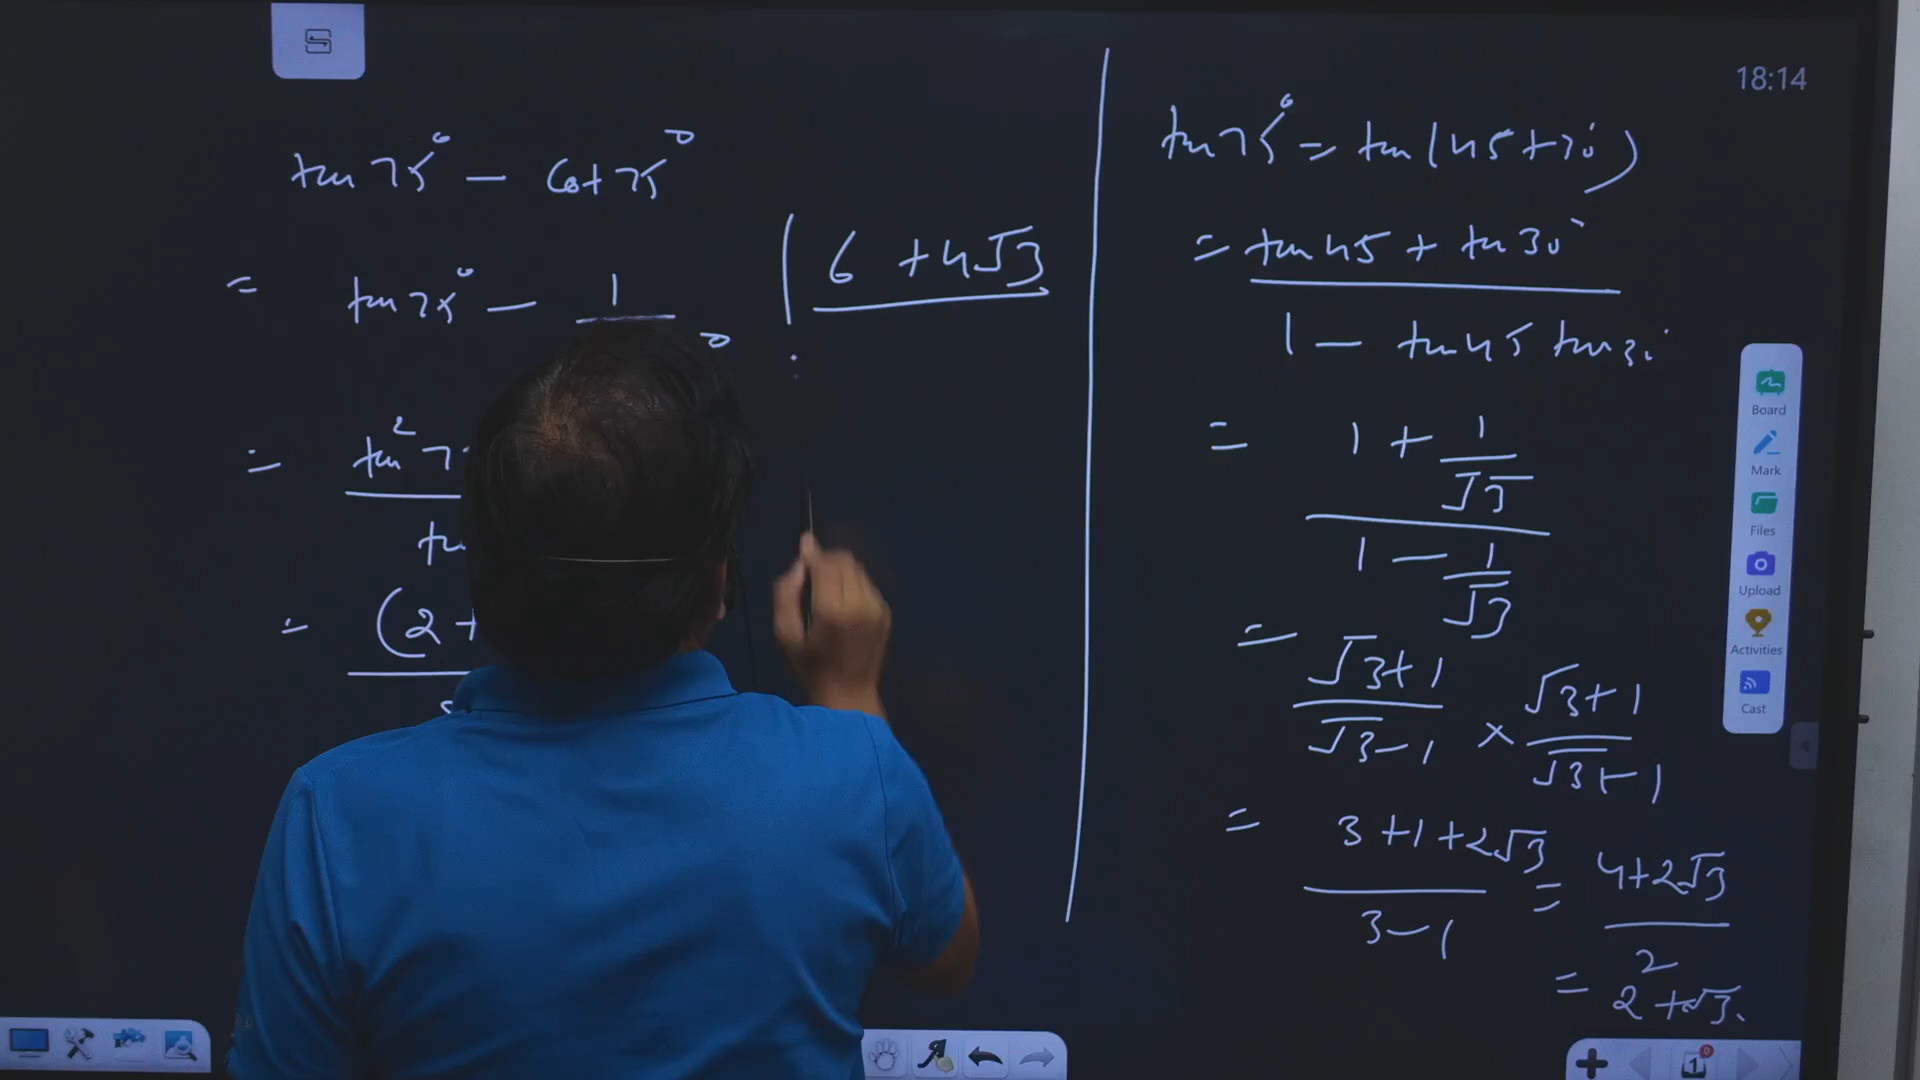 18:14
tan 75° – cot 75°
= tan 75° – 1
6 + 4√3
= tan² 7
tan
= (2 +
tan 75° = tan (45 + 30°)
= tan 45 + tan 30°
1 – tan 45 tan 30
= 1 + 1/√3
1 – 1/√3
= √3 + 1 / √3 – 1 × √3 + 1 / √3 + 1
= 3 + 1 + 2√3 / 3 – 1 = 4 + 2√3 / 2
= 2 + √3.
Board
Mark
Files
Upload
Activities
Cast
1